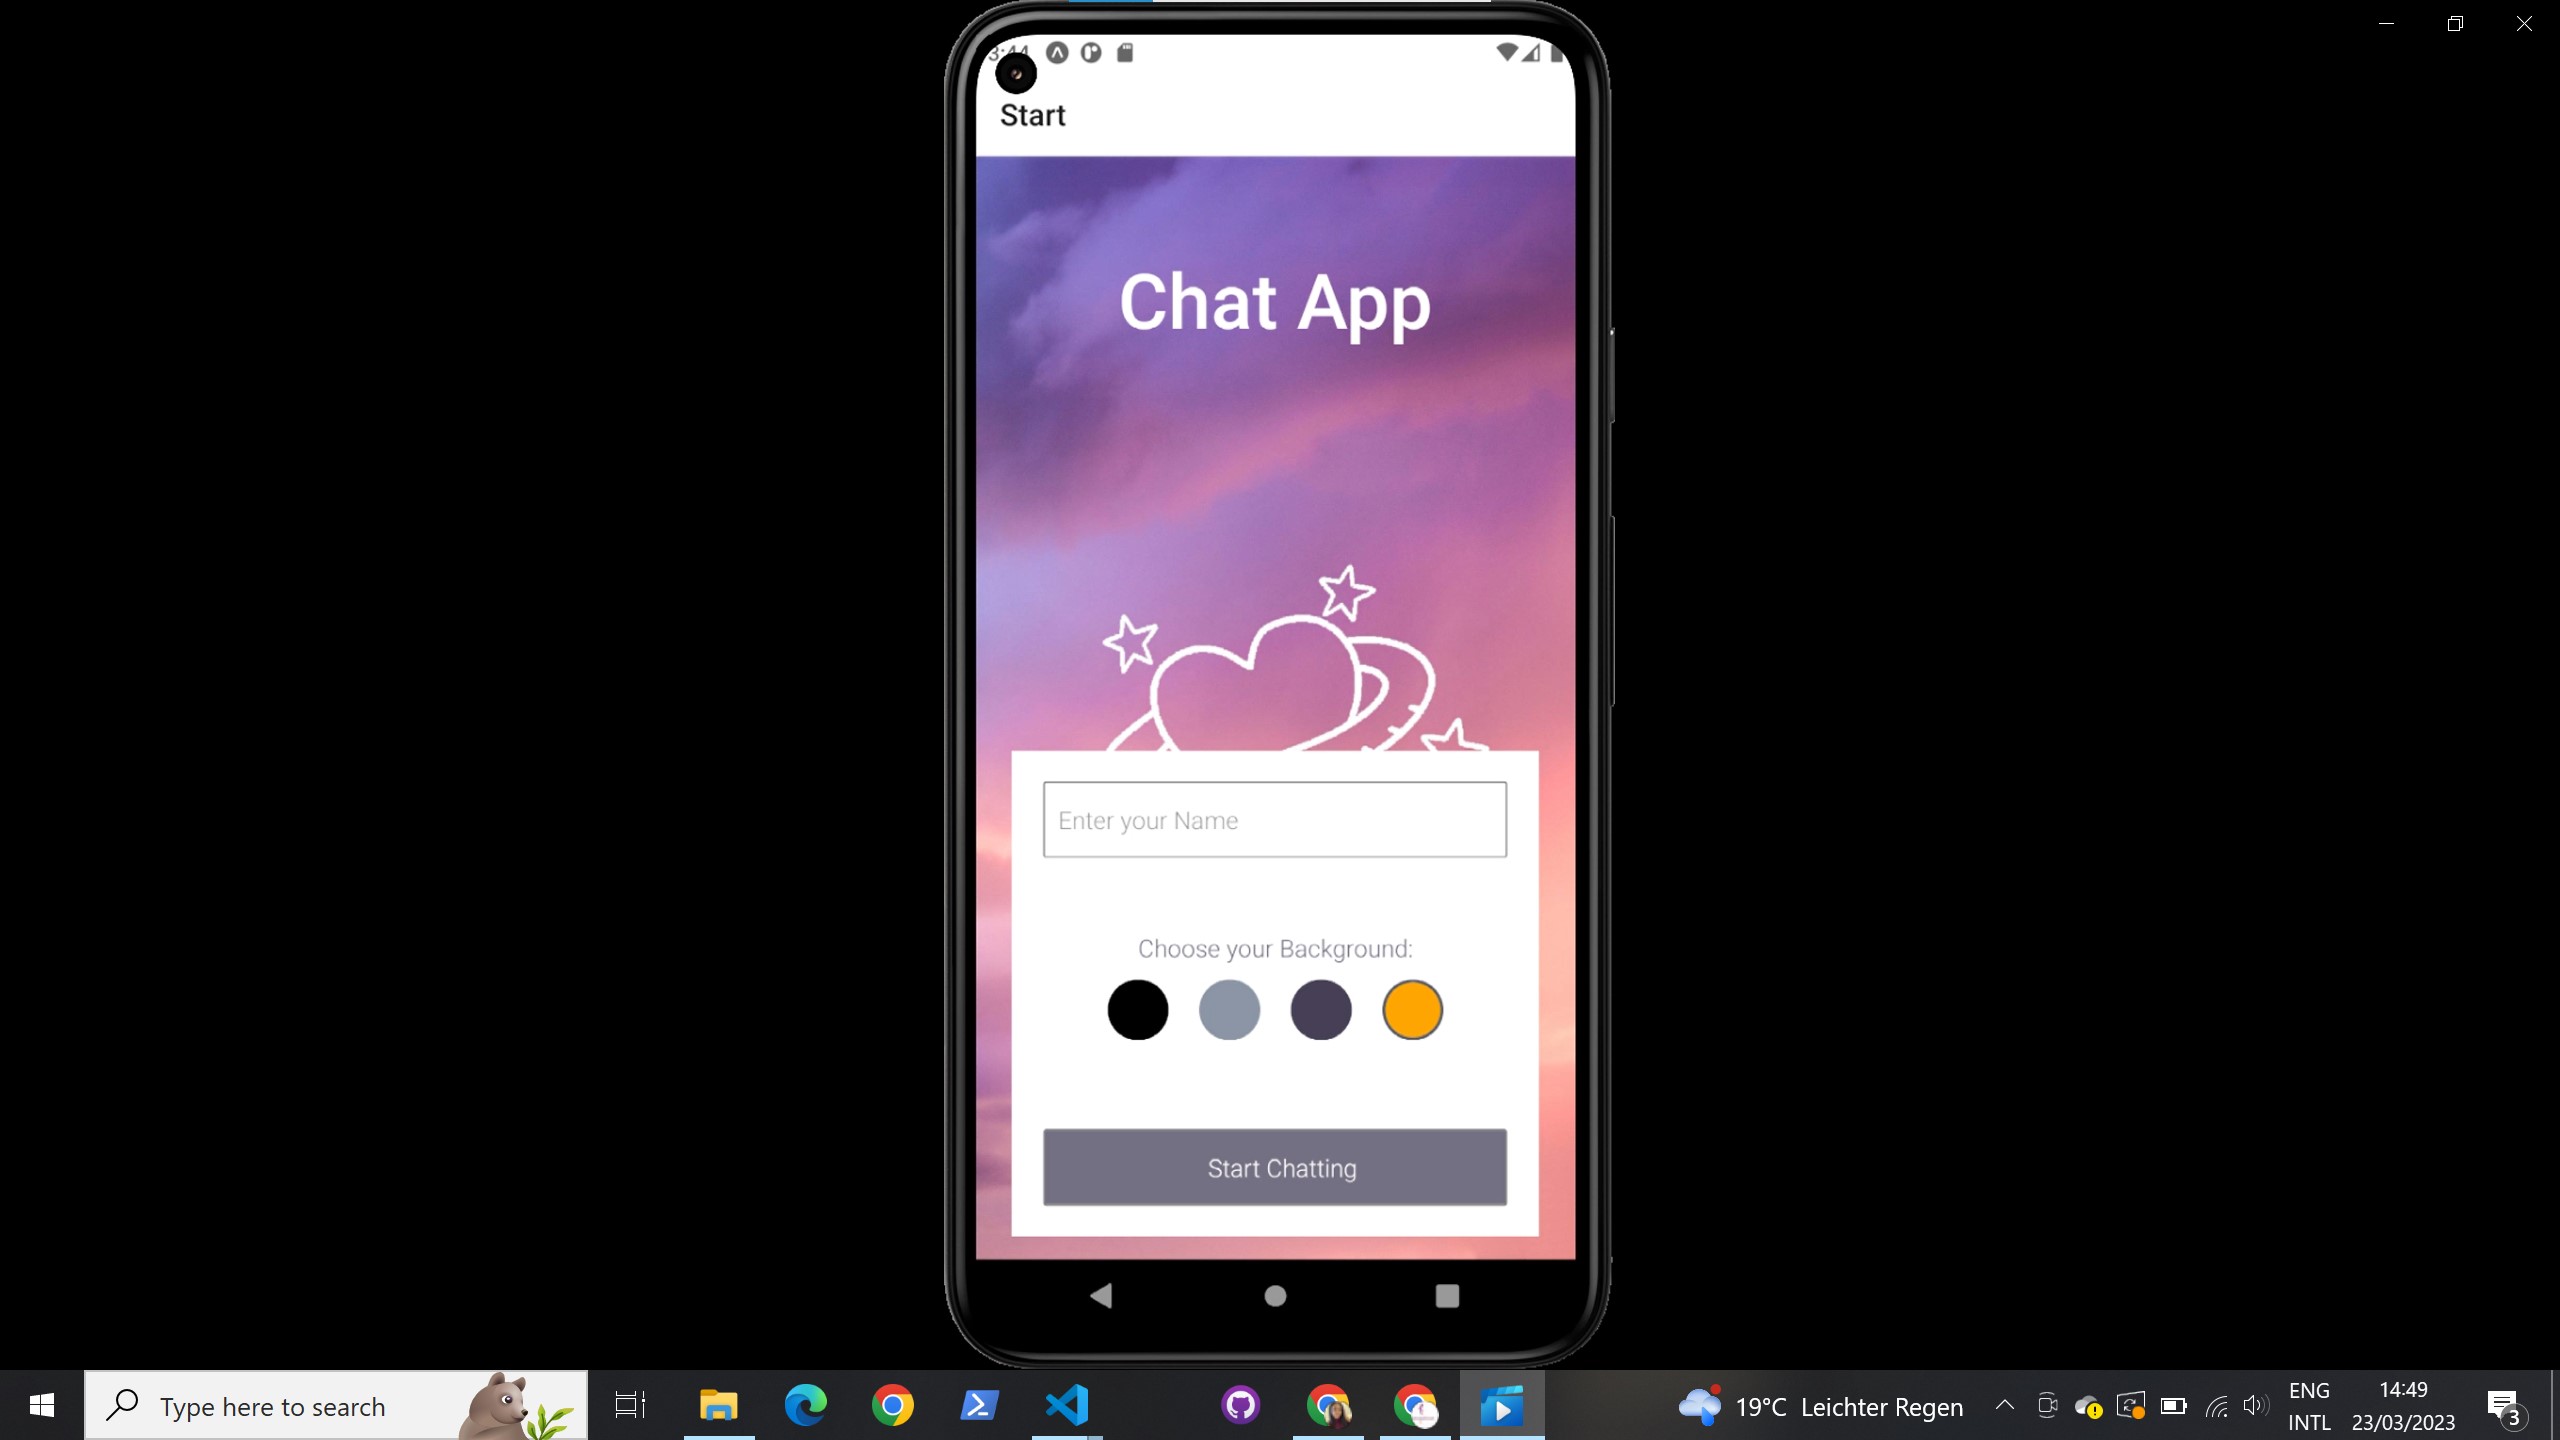 3:44
Start
Chat App
Enter your Name
Choose your Background:
Start Chatting
Type here to search
19°C Leichter Regen
ENG
INTL
14:49
23/03/2023
3